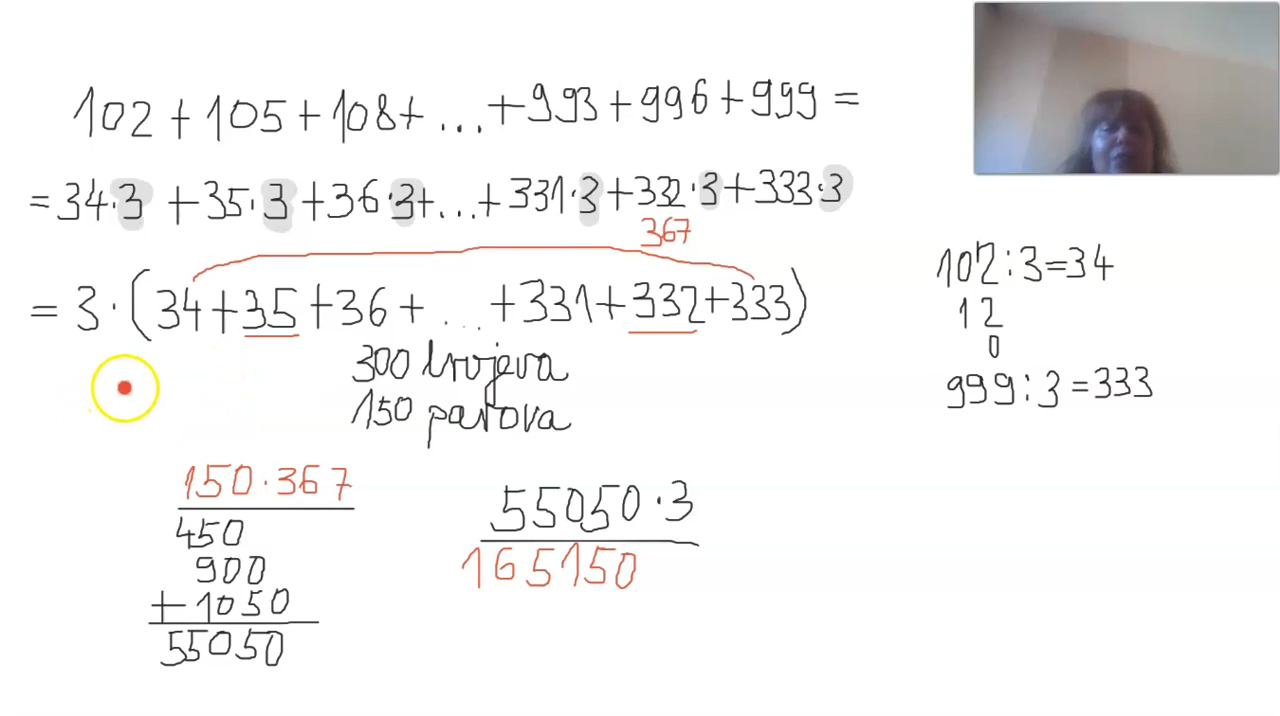 102 + 105 + 108 + ... + 993 + 996 + 999 =
= 34·3 + 35·3 + 36·3 + ... + 331·3 + 332·3 + 333·3
367
= 3·(34 + 35 + 36 + ... + 331 + 332 + 333)
300 brojeva
150 parova
150·367
450
900
+1050
55050
55050·3
165150
102:3=34
12
0
999:3=333